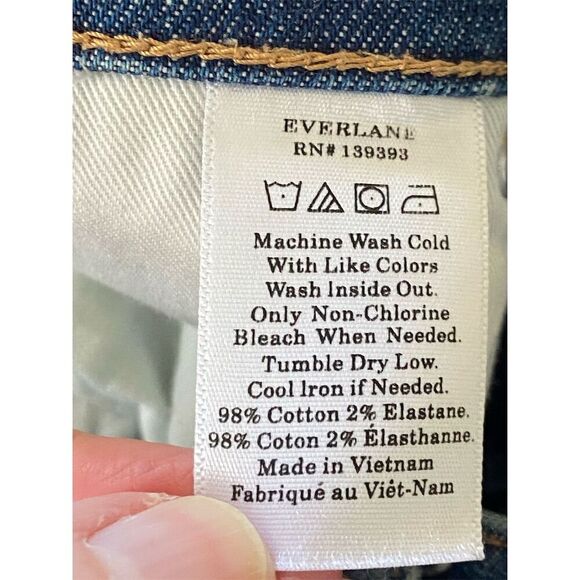 EVERLANE
RN# 139393
Machine Wash Cold
With Like Colors
Wash Inside Out.
Only Non-Chlorine
Bleach When Needed.
Tumble Dry Low.
Cool Iron if Needed.
98% Cotton 2% Elastane.
98% Coton 2% Élasthanne.
Made in Vietnam
Fabriqué au Viêt-Nam